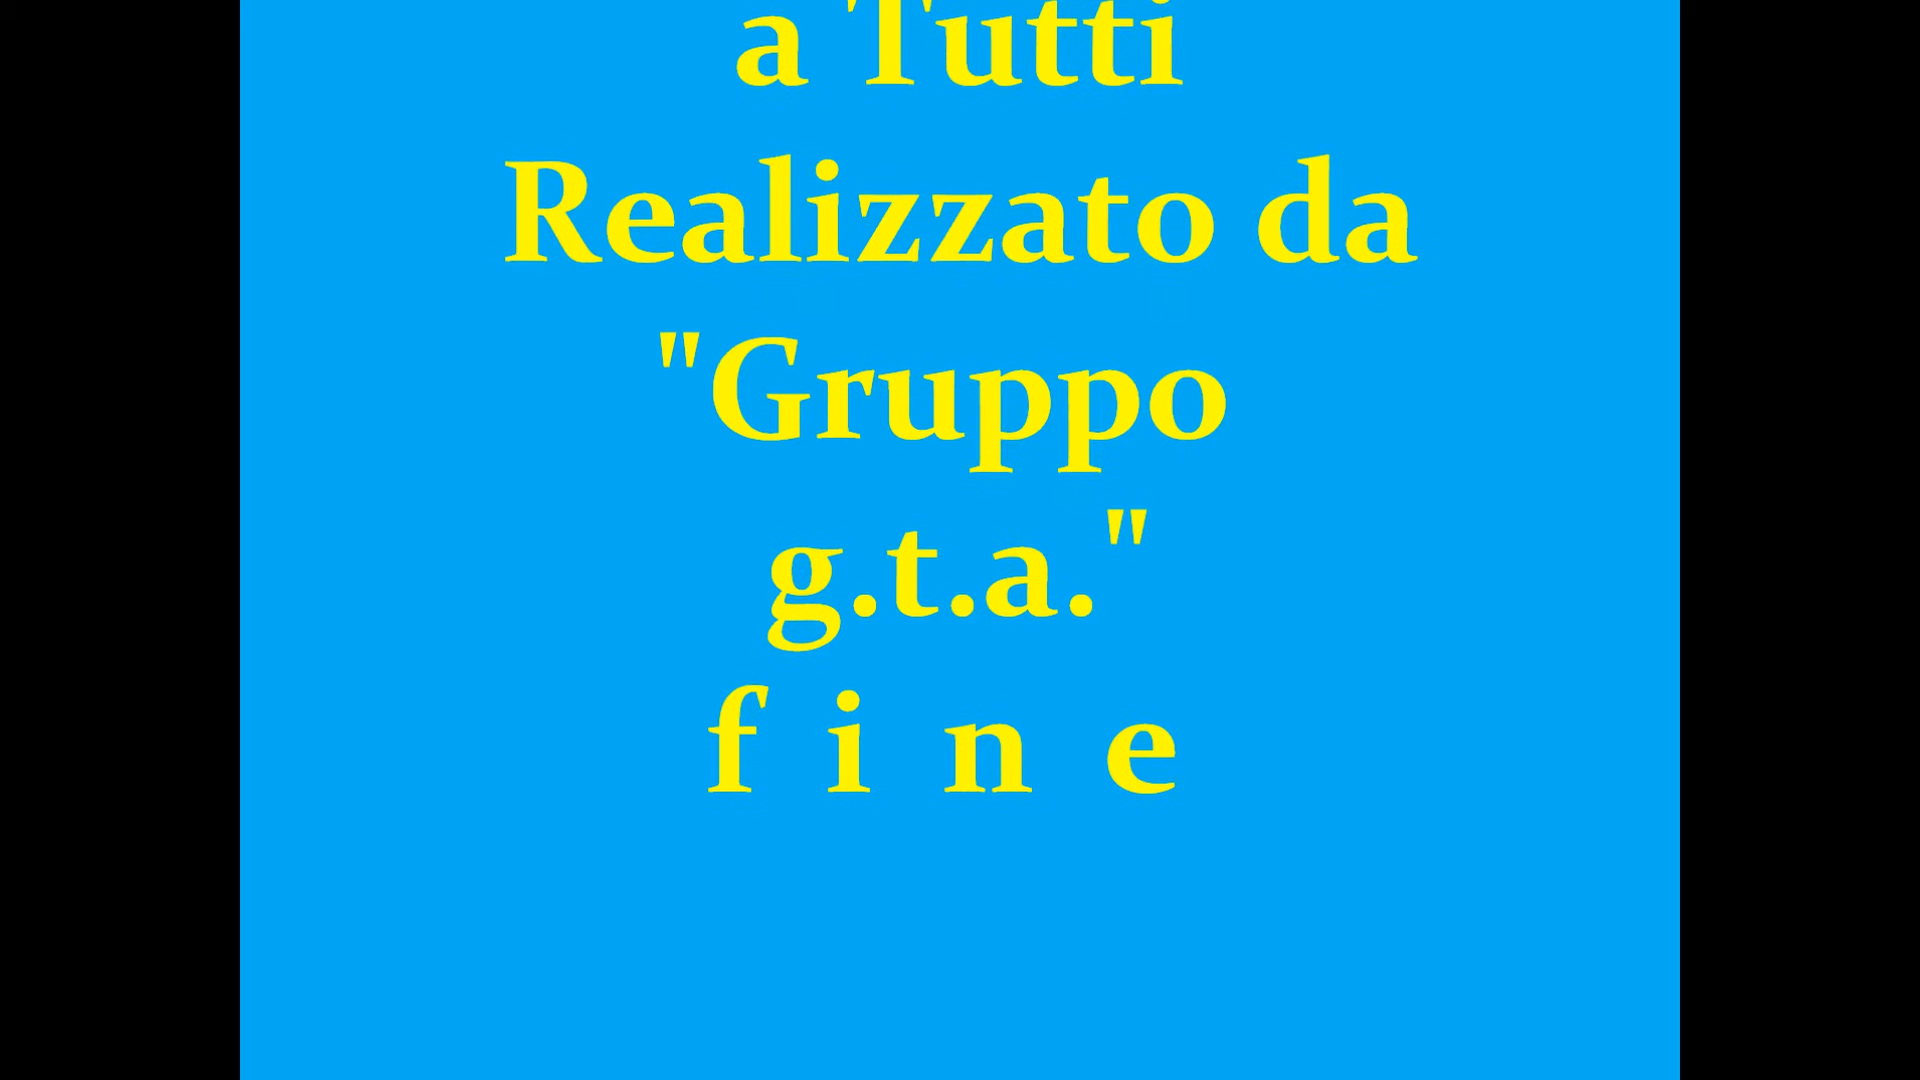 a Tutti
Realizzato da
"Gruppo
g.t.a."
f i n e